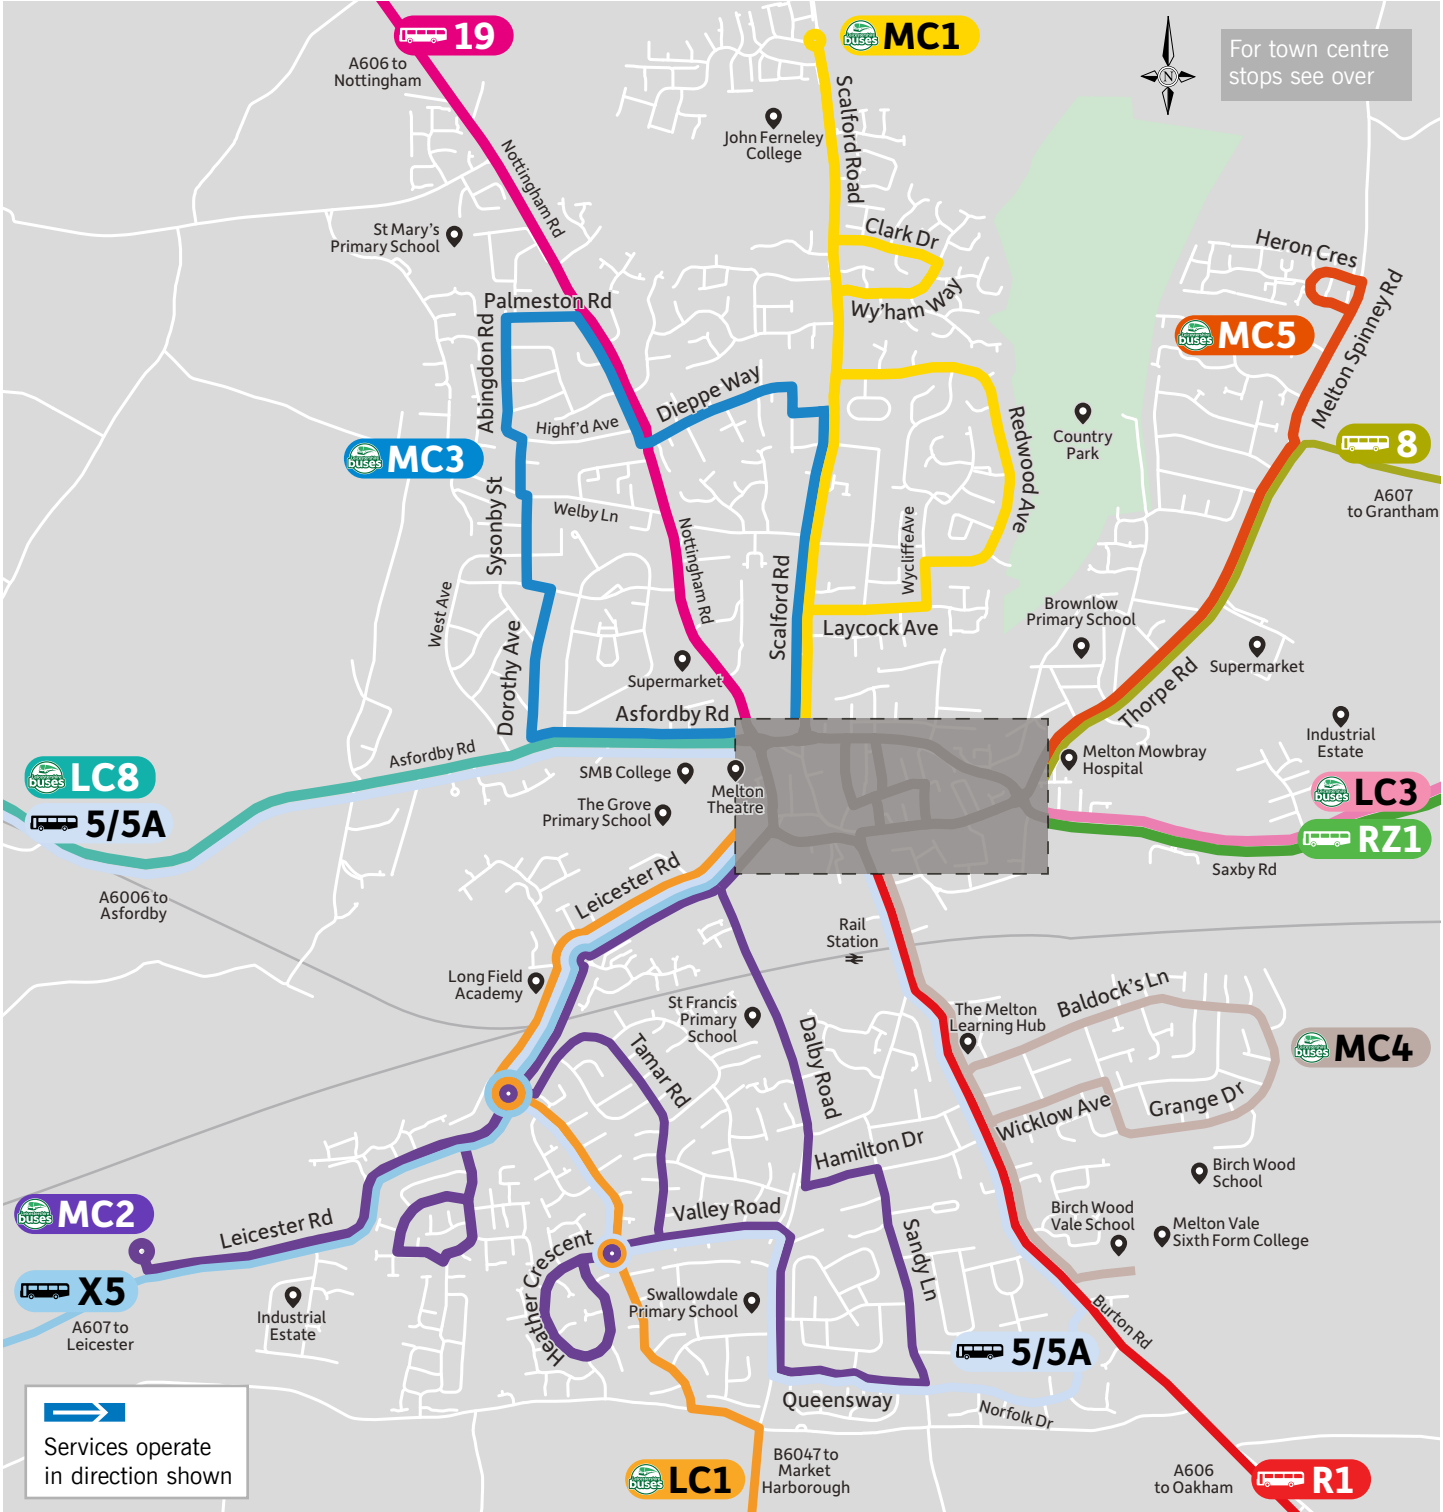 19
A606 to
Nottingham
buses
MC1
For town centre
stops see over
N
Scalford Road
John Ferneley
College
Nottingham Rd
St Mary's
Primary School
Clark Dr
Wy'ham Way
Heron Cres
Melton Spinney Rd
buses
MC5
Palmeston Rd
Abingdon Rd
Dieppe Way
Highf'd Ave
buses
MC3
Redwood Ave
Country
Park
8
A607
to Grantham
Sysonby St
Welby Ln
Nottingham Rd
WycliffeAve
Scalford Rd
West Ave
Dorothy Ave
Laycock Ave
Brownlow
Primary School
Supermarket
Supermarket
Thorpe Rd
Asfordby Rd
Asfordby Rd
Industrial
Estate
Melton Mowbray
Hospital
buses
LC8
5/5A
SMB College
Melton
Theatre
The Grove
Primary School
buses
LC3
RZ1
Saxby Rd
A6006 to
Asfordby
Leicester Rd
Rail
Station
Long Field
Academy
St Francis
Primary
School
The Melton
Learning Hub
Baldock's Ln
buses
MC4
Tamar Rd
Dalby Road
Wicklow Ave
Grange Dr
Hamilton Dr
Birch Wood
School
buses
MC2
Leicester Rd
Valley Road
Birch Wood
Vale School
Melton Vale
Sixth Form College
Sandy Ln
Heather Crescent
X5
A607 to
Leicester
Industrial
Estate
Swallowdale
Primary School
Burton Rd
5/5A
Queensway
Norfolk Dr
Services operate
in direction shown
buses
LC1
B6047 to
Market
Harborough
A606
to Oakham
R1